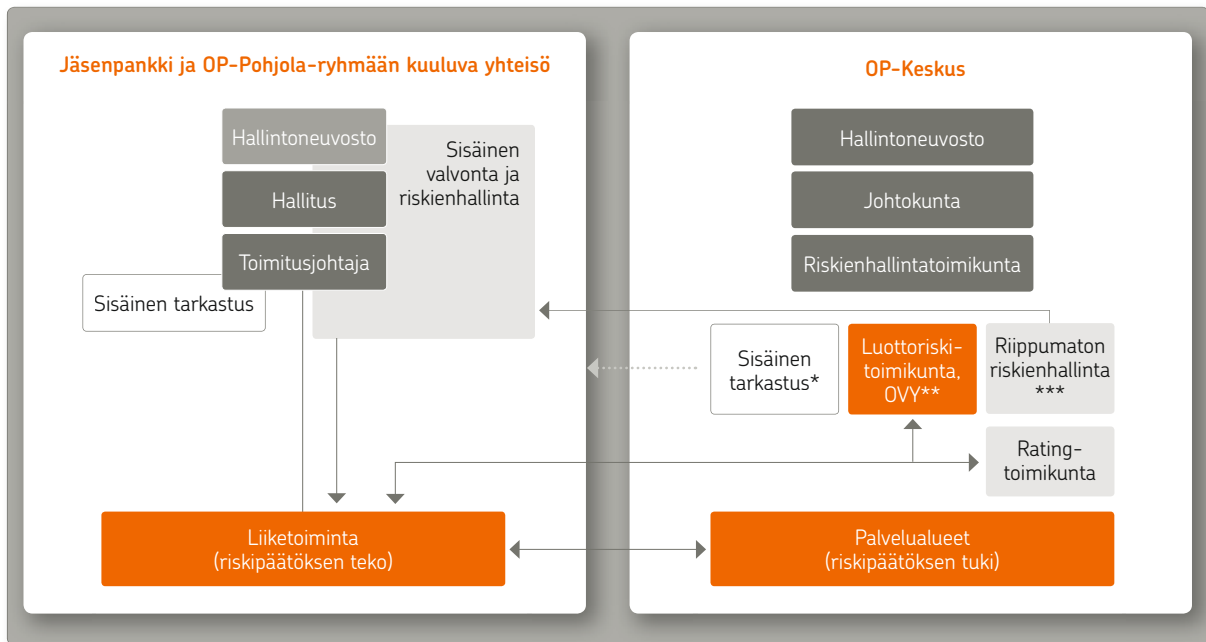 Jäsenpankki ja OP-Pohjola-ryhmään kuuluva yhteisö
Hallintoneuvosto
Hallitus
Toimitusjohtaja
Sisäinen
valvonta ja
riskienhallinta
Sisäinen tarkastus
Liiketoiminta
(riskipäätöksen teko)
OP-Keskus
Hallintoneuvosto
Johtokunta
Riskienhallintatoimikunta
Sisäinen
tarkastus*
Luottoriski-
toimikunta,
OVY**
Riippumaton
riskienhallinta
***
Rating-
toimikunta
Palvelualueet
(riskipäätöksen tuki)